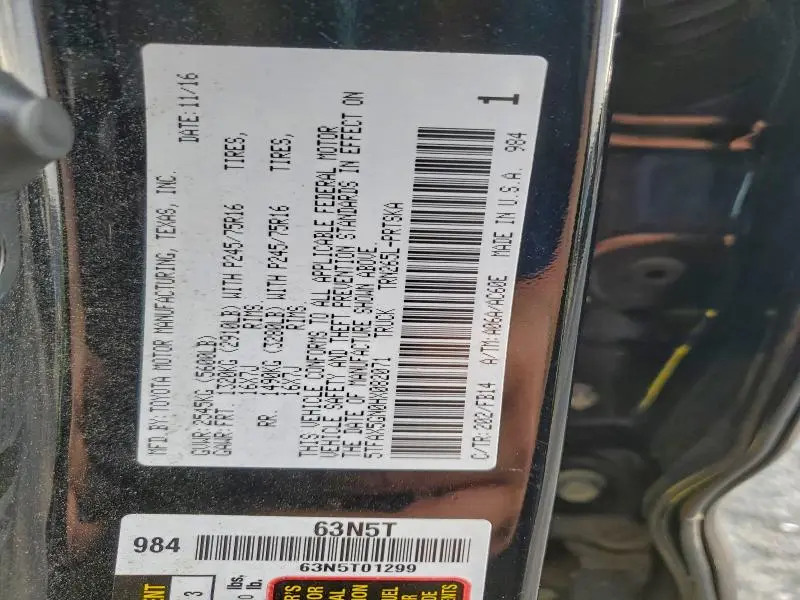 MFD. BY: TOYOTA MOTOR MANUFACTURING, TEXAS, INC. DATE: 11/16
GVWR: 2545KG (5600LB)
GAWR: FRT 1320KG (2910LB) WITH P245/75R16 TIRES,
16X7J RIMS
RR. 1490KG (3280LB) WITH P245/75R16 TIRES,
16X7J RIMS
THIS VEHICLE CONFORMS TO ALL APPLICABLE FEDERAL MOTOR
VEHICLE SAFETY AND THEFT PREVENTION STANDARDS IN EFFECT ON
THE DATE OF MANUFACTURE SHOWN ABOVE.
5TFAX5GN0HX082071 TRUCK TRN265L-PRTSKA
C/TR: 202/FB14 A/TM: A06A/AC60E MADE IN U.S.A. 984
1
63N5T
984
63N5T01299